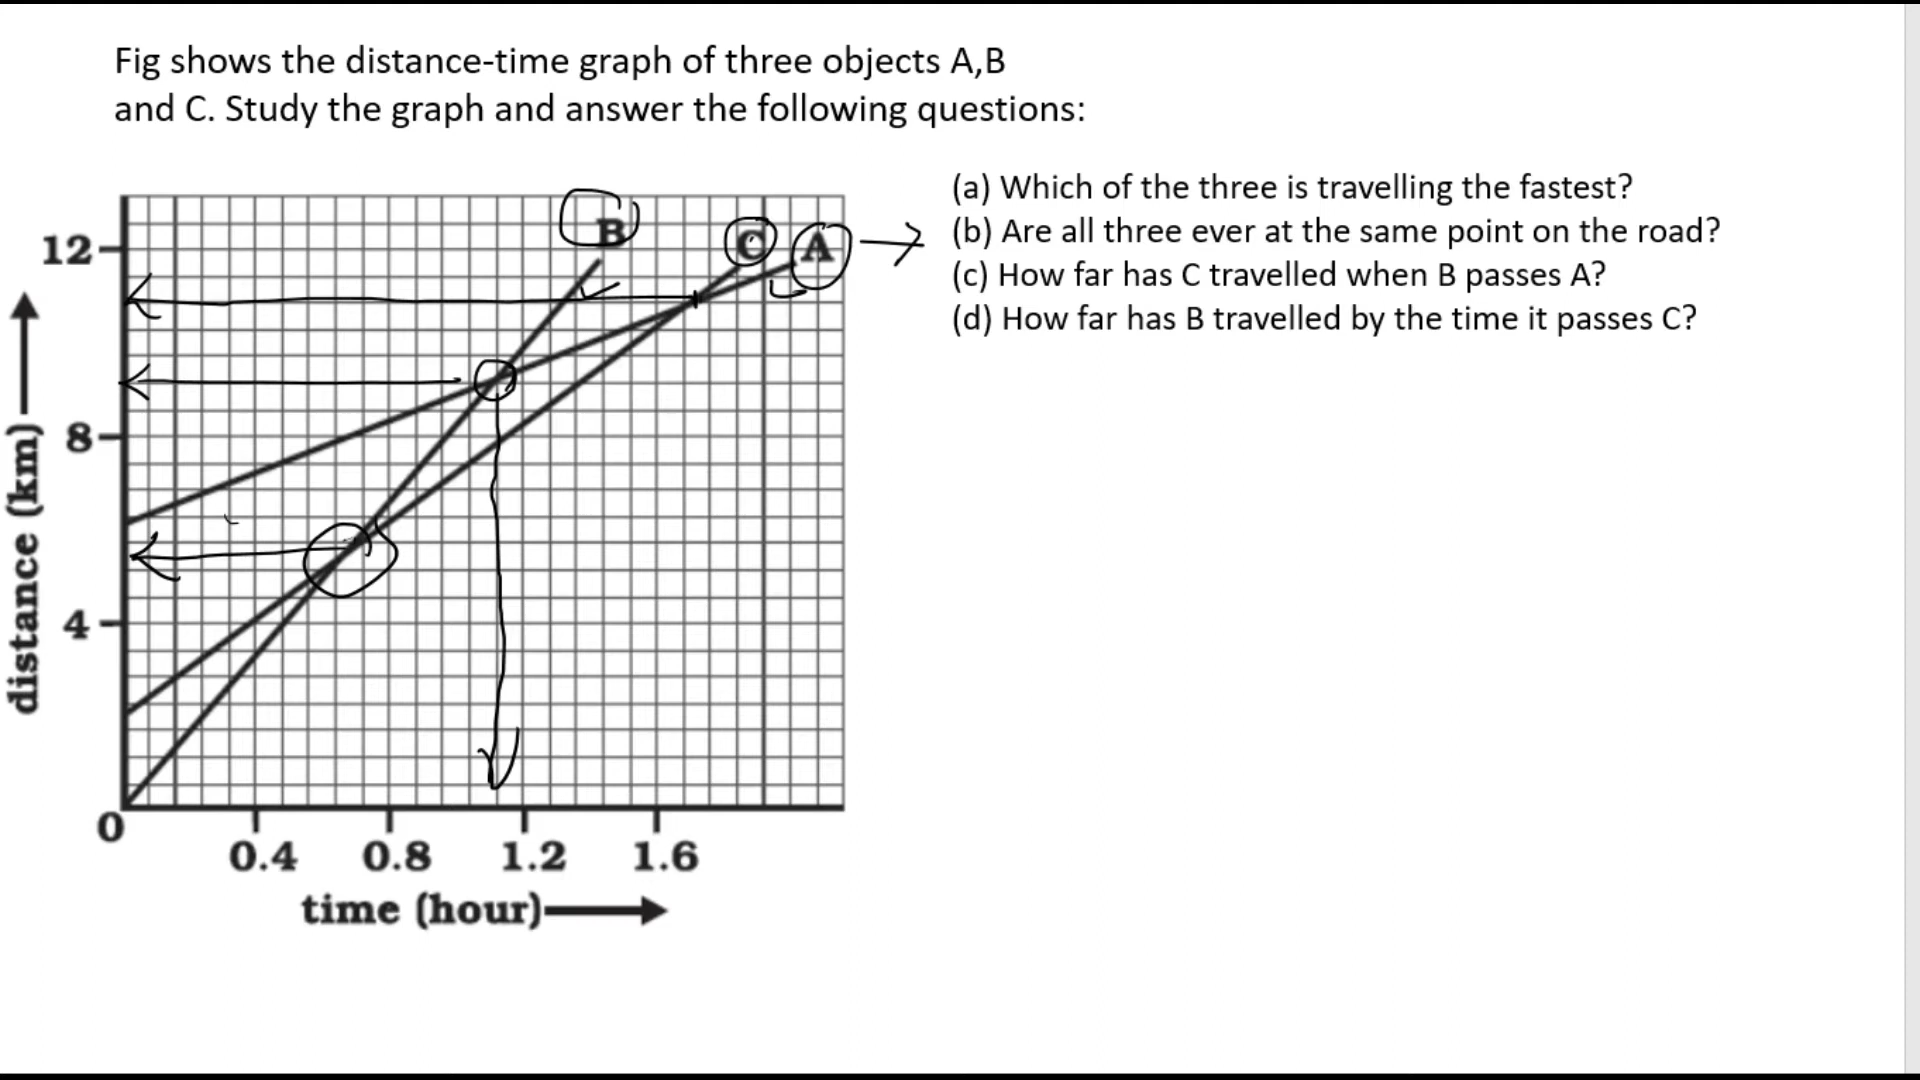 Fig shows the distance-time graph of three objects A,B
and C. Study the graph and answer the following questions:
(a) Which of the three is travelling the fastest?
(b) Are all three ever at the same point on the road?
(c) How far has C travelled when B passes A?
(d) How far has B travelled by the time it passes C?
B
C
A
12
8
4
0
distance (km)
0.4
0.8
1.2
1.6
time (hour)